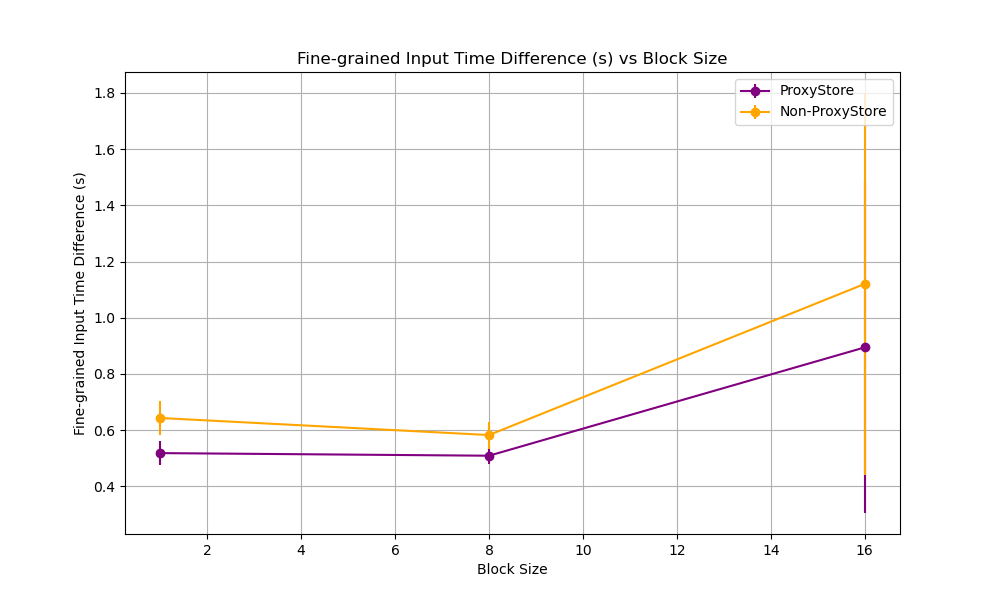 Fine-grained Input Time Difference (s) vs Block Size
ProxyStore
Non-ProxyStore
Fine-grained Input Time Difference (s)
1.8
1.6
1.4
1.2
1.0
0.8
0.6
0.4
2 4 6 8 10 12 14 16
Block Size